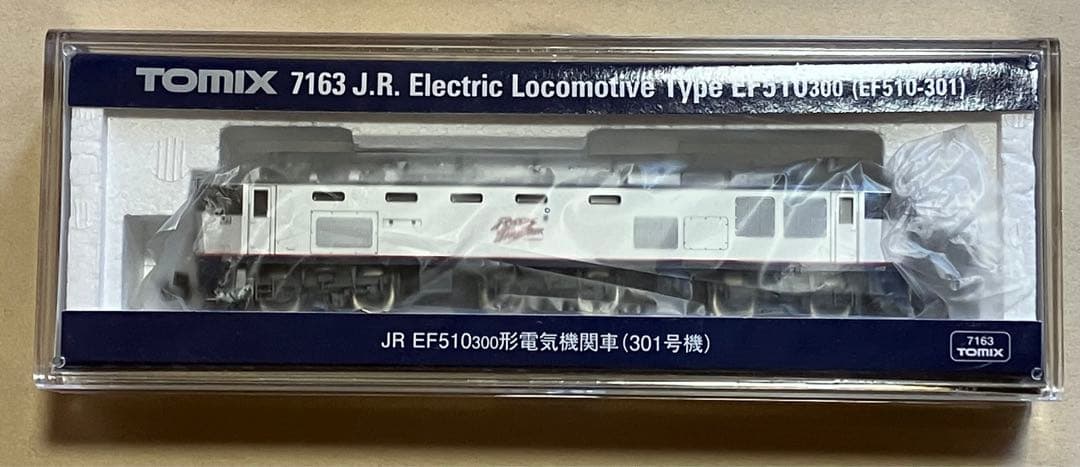 TOMIX 7163 J.R. Electric Locomotive Type EF510300 (EF510-301)
JR EF510300形電気機関車(301号機)
7163
TOMIX